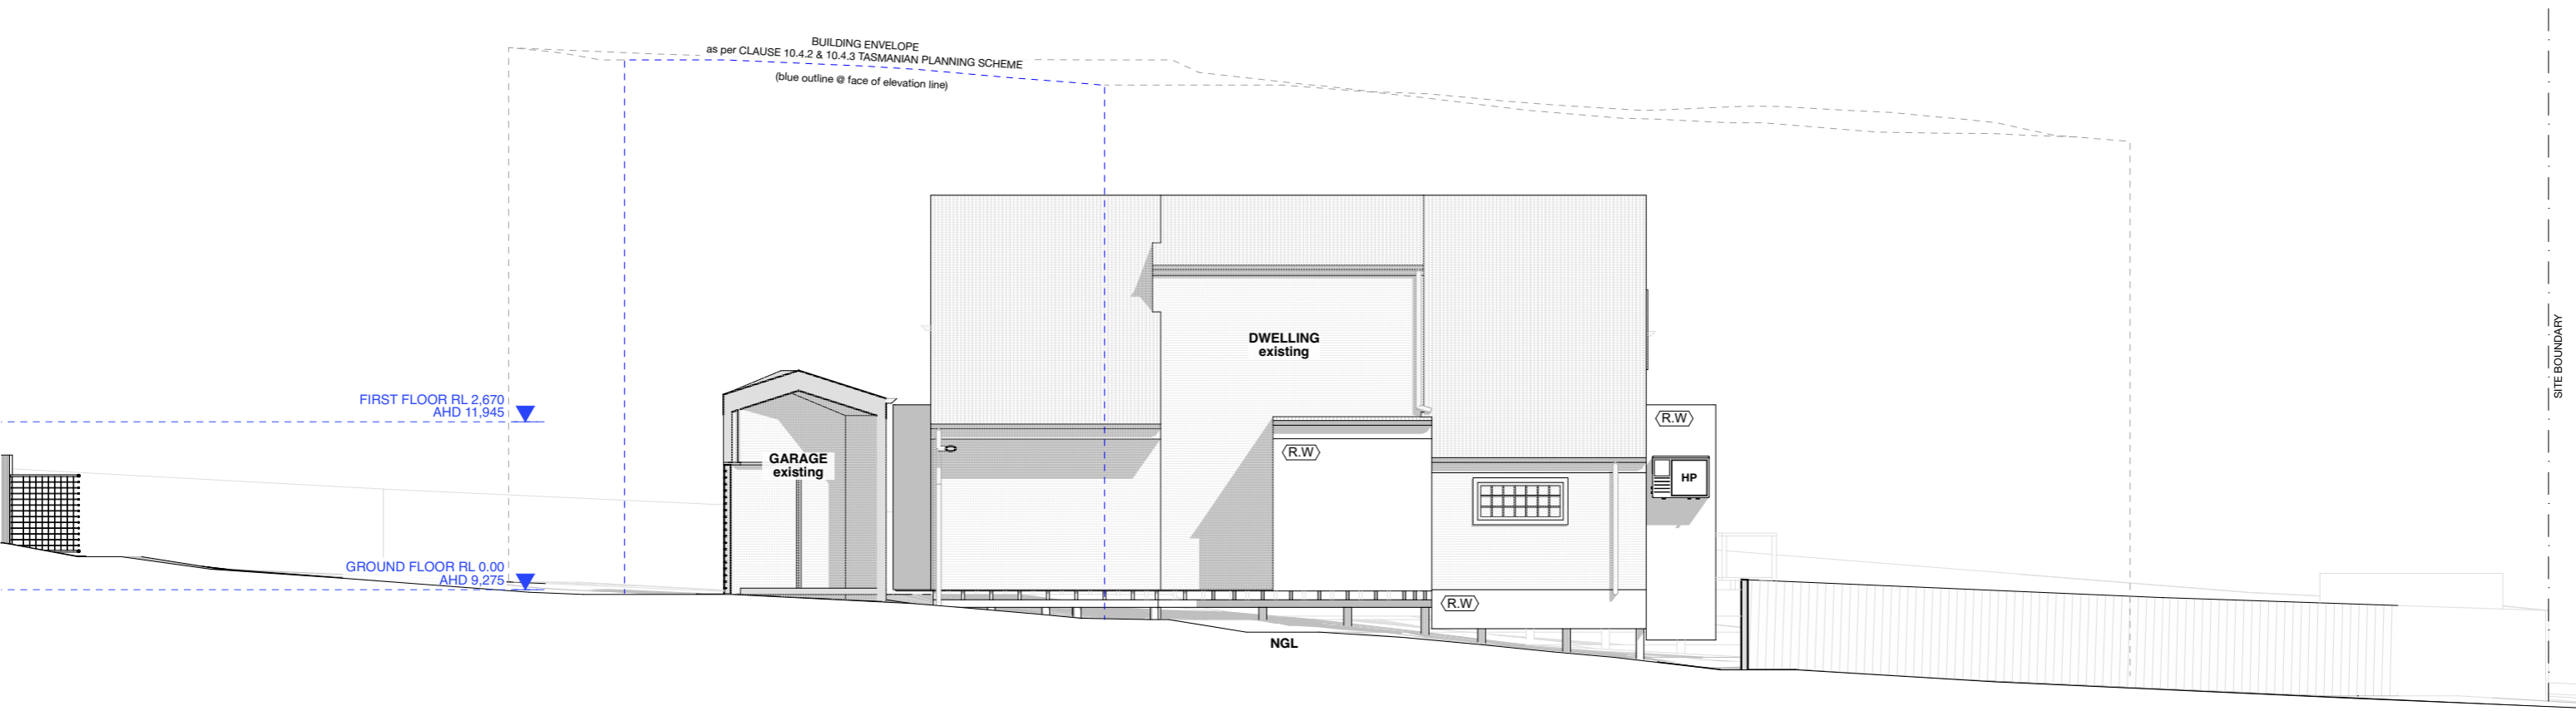 BUILDING ENVELOPE
as per CLAUSE 10.4.2 & 10.4.3 TASMANIAN PLANNING SCHEME
(blue outline @ face of elevation line)
SITE BOUNDARY
DWELLING
existing
FIRST FLOOR RL 2,670
AHD 11,945
R.W
R.W
GARAGE
existing
HP
GROUND FLOOR RL 0.00
AHD 9,275
R.W
NGL